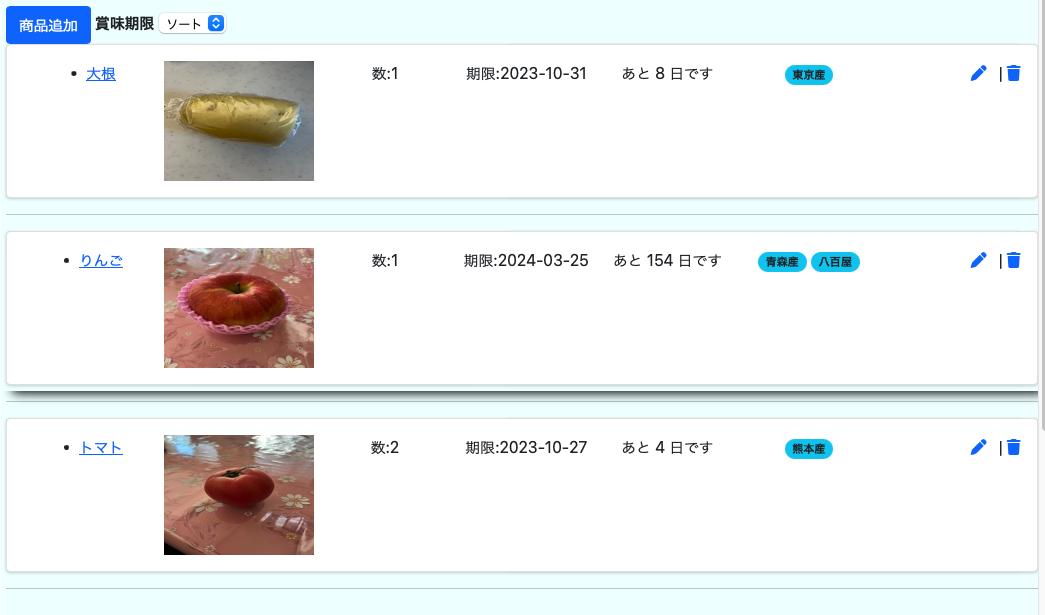 商品追加 賞味期限 ソート
大根 数:1 期限:2023-10-31 あと 8 日です 東京産 |
りんご 数:1 期限:2024-03-25 あと 154 日です 青森産 八百屋 |
トマト 数:2 期限:2023-10-27 あと 4 日です 熊本産 |